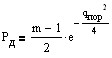 Pд = (m − 1)/2 · e^(−qпор²/4)